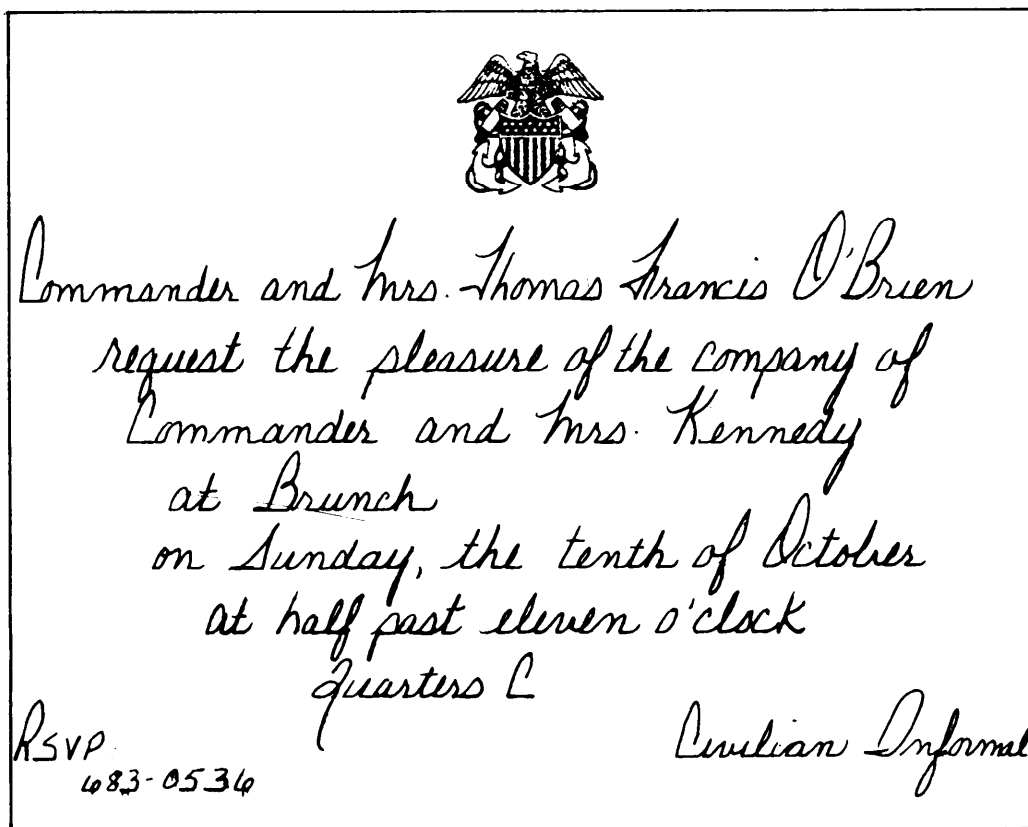 Commander and Mrs. Thomas Francis O'Brien
request the pleasure of the company of
Commander and Mrs. Kennedy
at Brunch
on Sunday, the tenth of October
at half past eleven o'clock
Quarters C
RSVP
683-0536
Civilian Informal